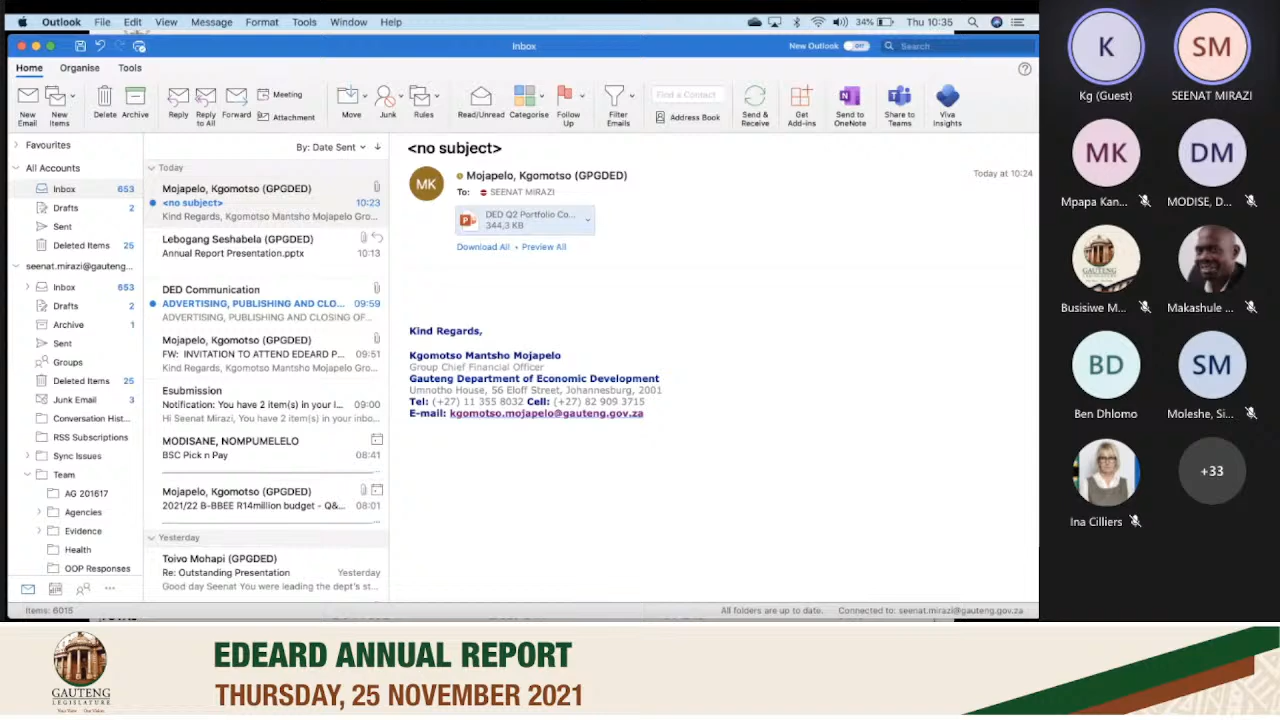 Outlook File Edit View Message Format Tools Window Help 34% Thu 10:35
Inbox New Outlook Off Search
Home Organise Tools
New Email
New Items
Delete
Archive
Reply
Reply to All
Forward
Meeting
Attachment
Move
Junk
Rules
Read/Unread
Categorise
Follow Up
Filter Emails
Find a Contact
Address Book
Send & Receive
Get Add-ins
Send to OneNote
Share to Teams
Viva Insights
Favourites
All Accounts
Inbox 653
Drafts 2
Sent
Deleted Items 25
seenat.mirazi@gauteng...
Inbox 653
Drafts 2
Archive 1
Sent
Groups
Deleted Items 25
Junk Email 3
Conversation Hist...
RSS Subscriptions
Sync Issues
Team
AG 201617
Agencies
Evidence
Health
OOP Responses
By: Date Sent
Today
Mojapelo, Kgomotso (GPGDED)
<no subject> 10:23
Kind Regards, Kgomotso Mantsho Mojapelo Gro...
Lebogang Seshabela (GPGDED)
Annual Report Presentation.pptx 10:13
DED Communication
ADVERTISING, PUBLISHING AND CLO... 09:59
ADVERTISING, PUBLISHING AND CLOSING OF...
Mojapelo, Kgomotso (GPGDED)
FW: INVITATION TO ATTEND EDEARD P... 09:51
Kind Regards, Kgomotso Mantsho Mojapelo Gro...
Esubmission
Notification: You have 2 item(s) in your I... 09:00
Hi Seenat Mirazi, You have 2 item(s) in your inbo...
MODISANE, NOMPUMELELO
BSC Pick n Pay 08:41
Mojapelo, Kgomotso (GPGDED)
2021/22 B-BBEE R14million budget - Q&... 08:01
Yesterday
Toivo Mohapi (GPGDED)
Re: Outstanding Presentation Yesterday
Good day Seenat You were leading the dept's st...
<no subject>
MK
Mojapelo, Kgomotso (GPGDED)
Today at 10:24
To: SEENAT MIRAZI
DED Q2 Portfolio Co...
344,3 KB
Download All • Preview All
Kind Regards,
Kgomotso Mantsho Mojapelo
Group Chief Financial Officer
Gauteng Department of Economic Development
Umnotho House, 56 Eloff Street, Johannesburg, 2001
Tel: (+27) 11 355 8032 Cell: (+27) 82 909 3715
E-mail: kgomotso.mojapelo@gauteng.gov.za
Items: 6015 All folders are up to date. Connected to: seenat.mirazi@gauteng.gov.za
K SM
Kg (Guest) SEENAT MIRAZI
MK DM
Mpapa Kan... MODISE, D...
GAUTENG
Busisiwe M... Makashule ...
BD SM
Ben Dhlomo Moleshe, Si...
+33
Ina Cilliers
EDEARD ANNUAL REPORT
THURSDAY, 25 NOVEMBER 2021
GAUTENG
LEGISLATURE